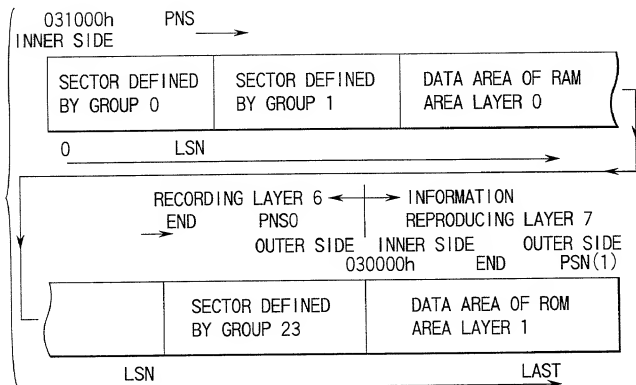 031000h PNS
INNER SIDE
SECTOR DEFINED BY GROUP 0
SECTOR DEFINED BY GROUP 1
DATA AREA OF RAM AREA LAYER 0
0 LSN
RECORDING LAYER 6 INFORMATION
END PNS0 REPRODUCING LAYER 7
OUTER SIDE INNER SIDE OUTER SIDE
030000h END PSN(1)
SECTOR DEFINED BY GROUP 23
DATA AREA OF ROM AREA LAYER 1
LSN LAST